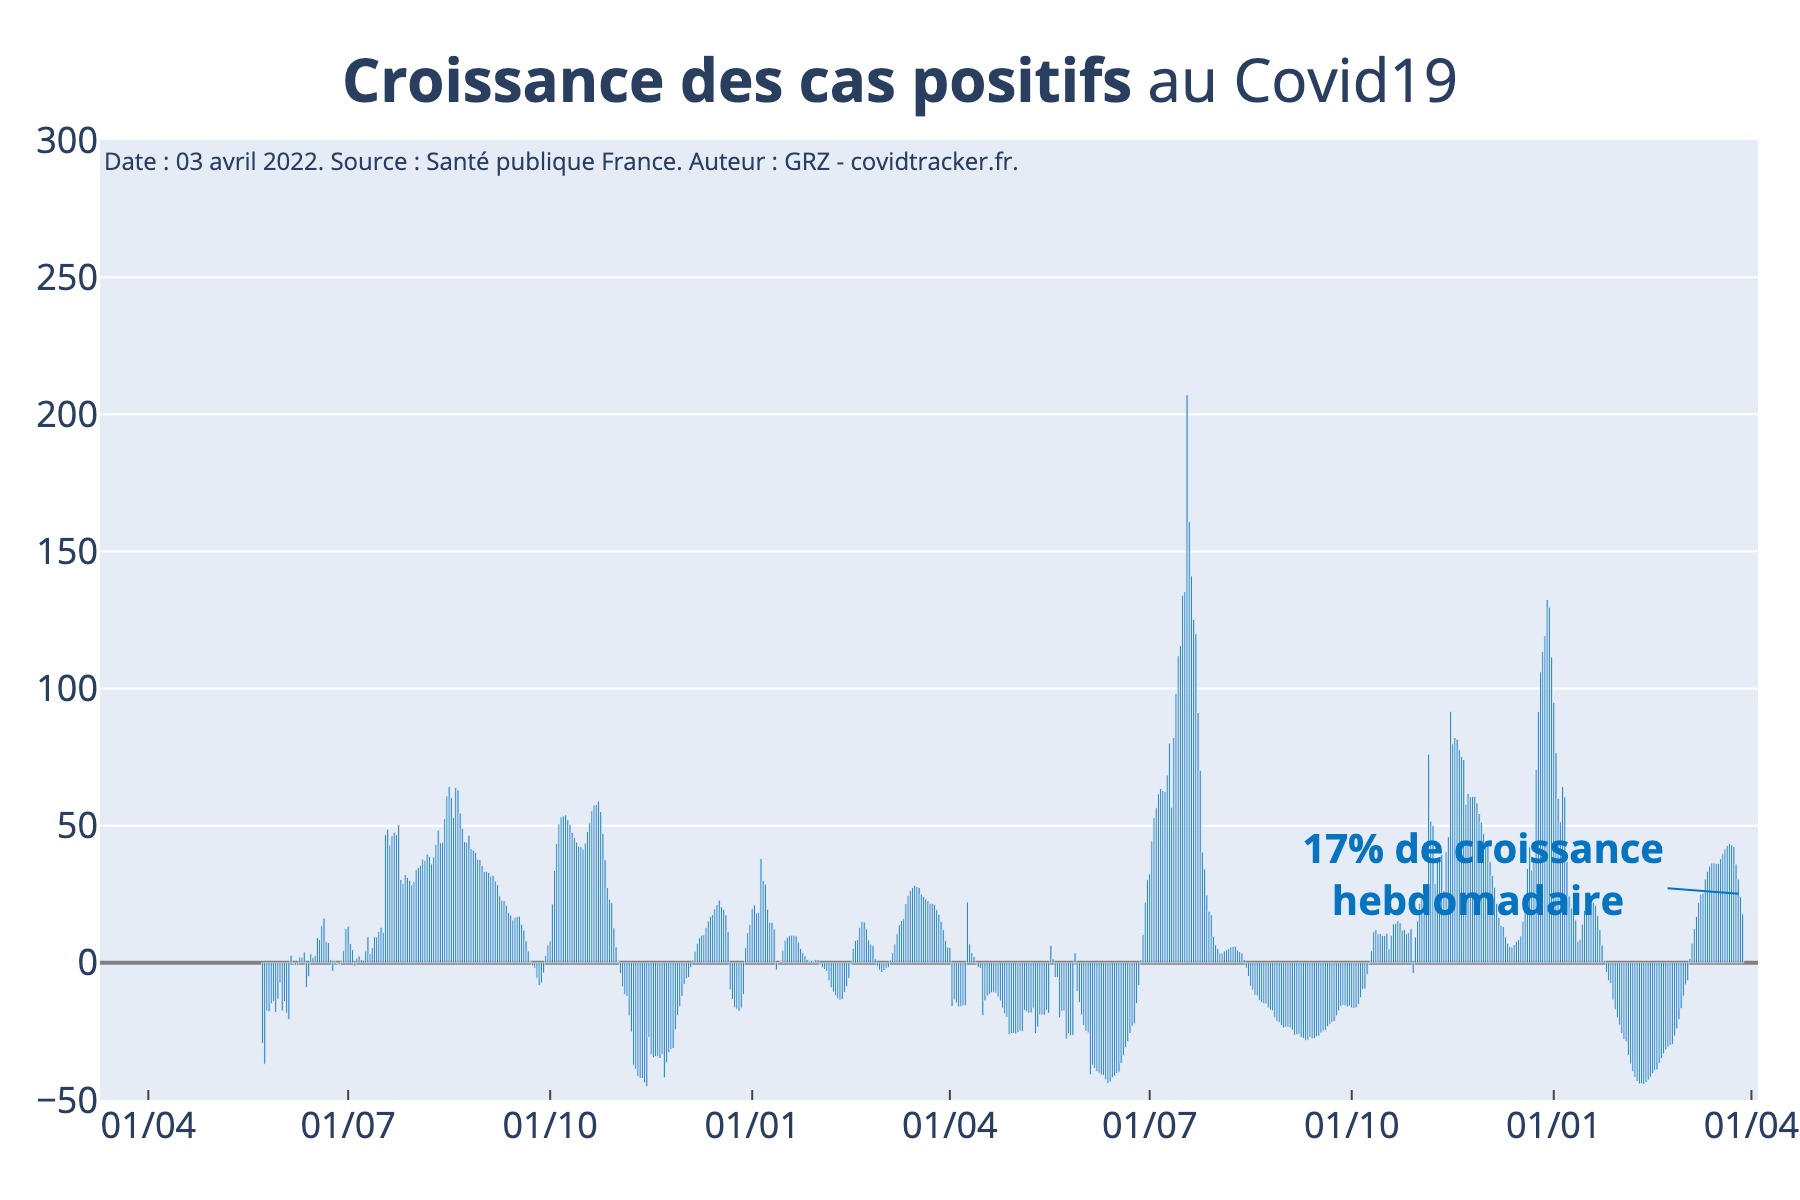 Croissance des cas positifs au Covid19
300
Date : 03 avril 2022. Source : Santé publique France. Auteur : GRZ - covidtracker.fr.
250
200
150
100
50
17% de croissance
hebdomadaire
0
−50
01/04 01/07 01/10 01/01 01/04 01/07 01/10 01/01 01/04